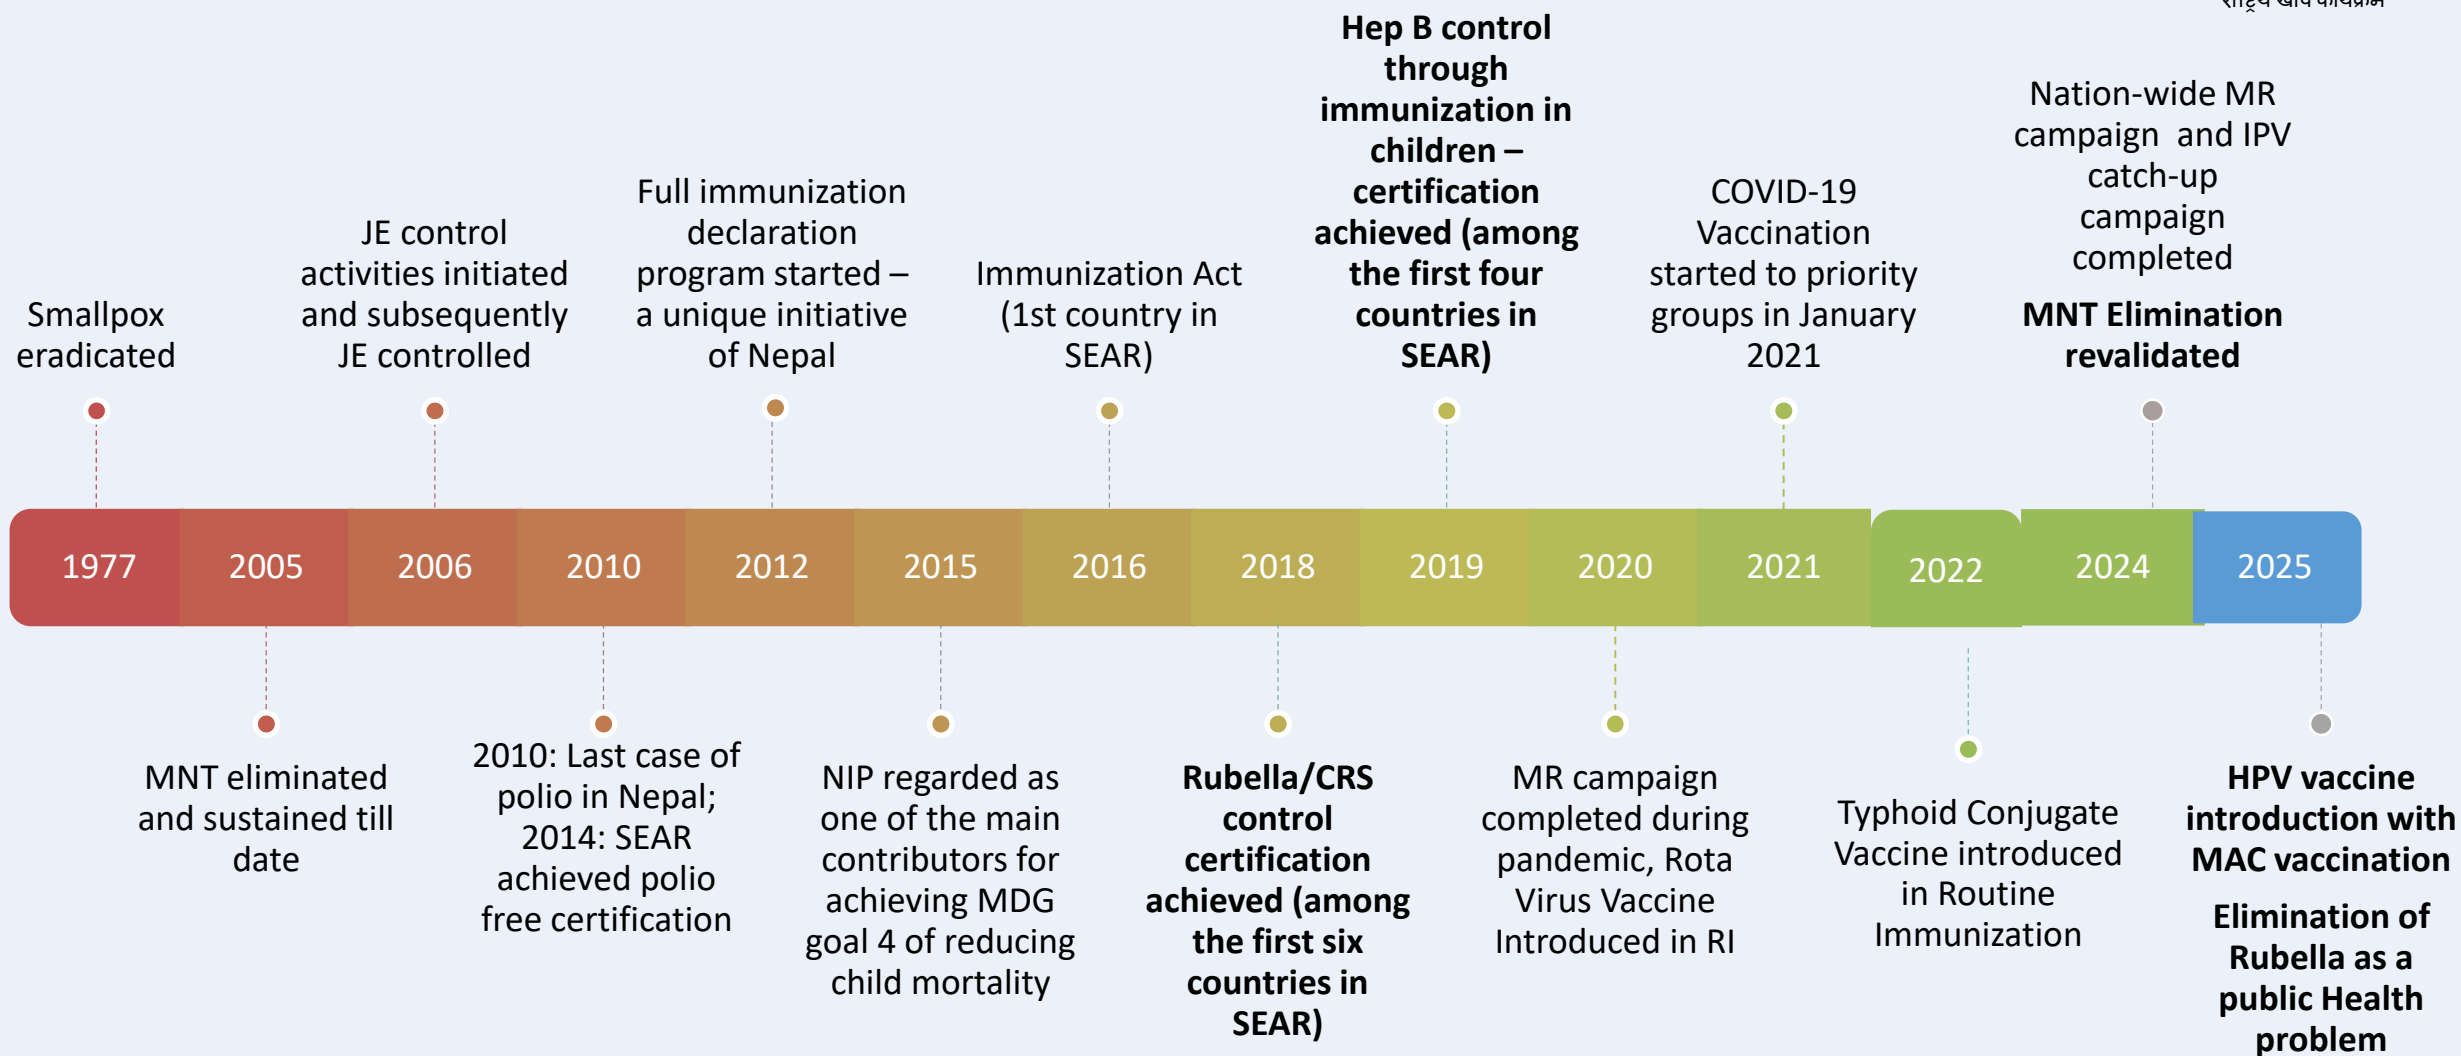 राष्ट्रिय खोप कार्यक्रम
Smallpox
eradicated
JE control
activities initiated
and subsequently
JE controlled
Full immunization
declaration
program started –
a unique initiative
of Nepal
Immunization Act
(1st country in
SEAR)
Hep B control
through
immunization in
children –
certification
achieved (among
the first four
countries in
SEAR)
COVID-19
Vaccination
started to priority
groups in January
2021
Nation-wide MR
campaign and IPV
catch-up
campaign
completed
MNT Elimination
revalidated
1977 2005 2006 2010 2012 2015 2016 2018 2019 2020 2021 2022 2024 2025
MNT eliminated
and sustained till
date
2010: Last case of
polio in Nepal;
2014: SEAR
achieved polio
free certification
NIP regarded as
one of the main
contributors for
achieving MDG
goal 4 of reducing
child mortality
Rubella/CRS
control
certification
achieved (among
the first six
countries in
SEAR)
MR campaign
completed during
pandemic, Rota
Virus Vaccine
Introduced in RI
Typhoid Conjugate
Vaccine introduced
in Routine
Immunization
HPV vaccine
introduction with
MAC vaccination
Elimination of
Rubella as a
public Health
problem